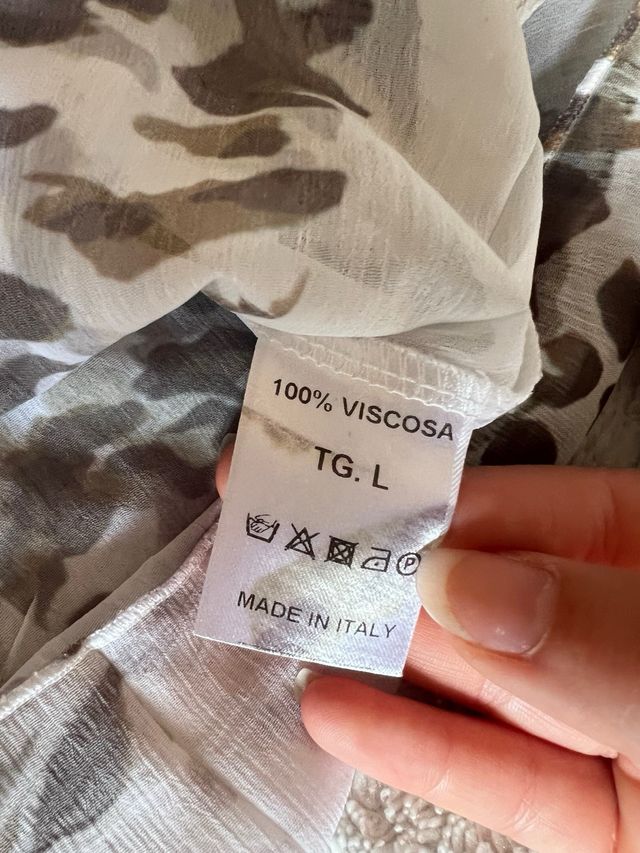 100% VISCOSA
TG. L
P
MADE IN ITALY